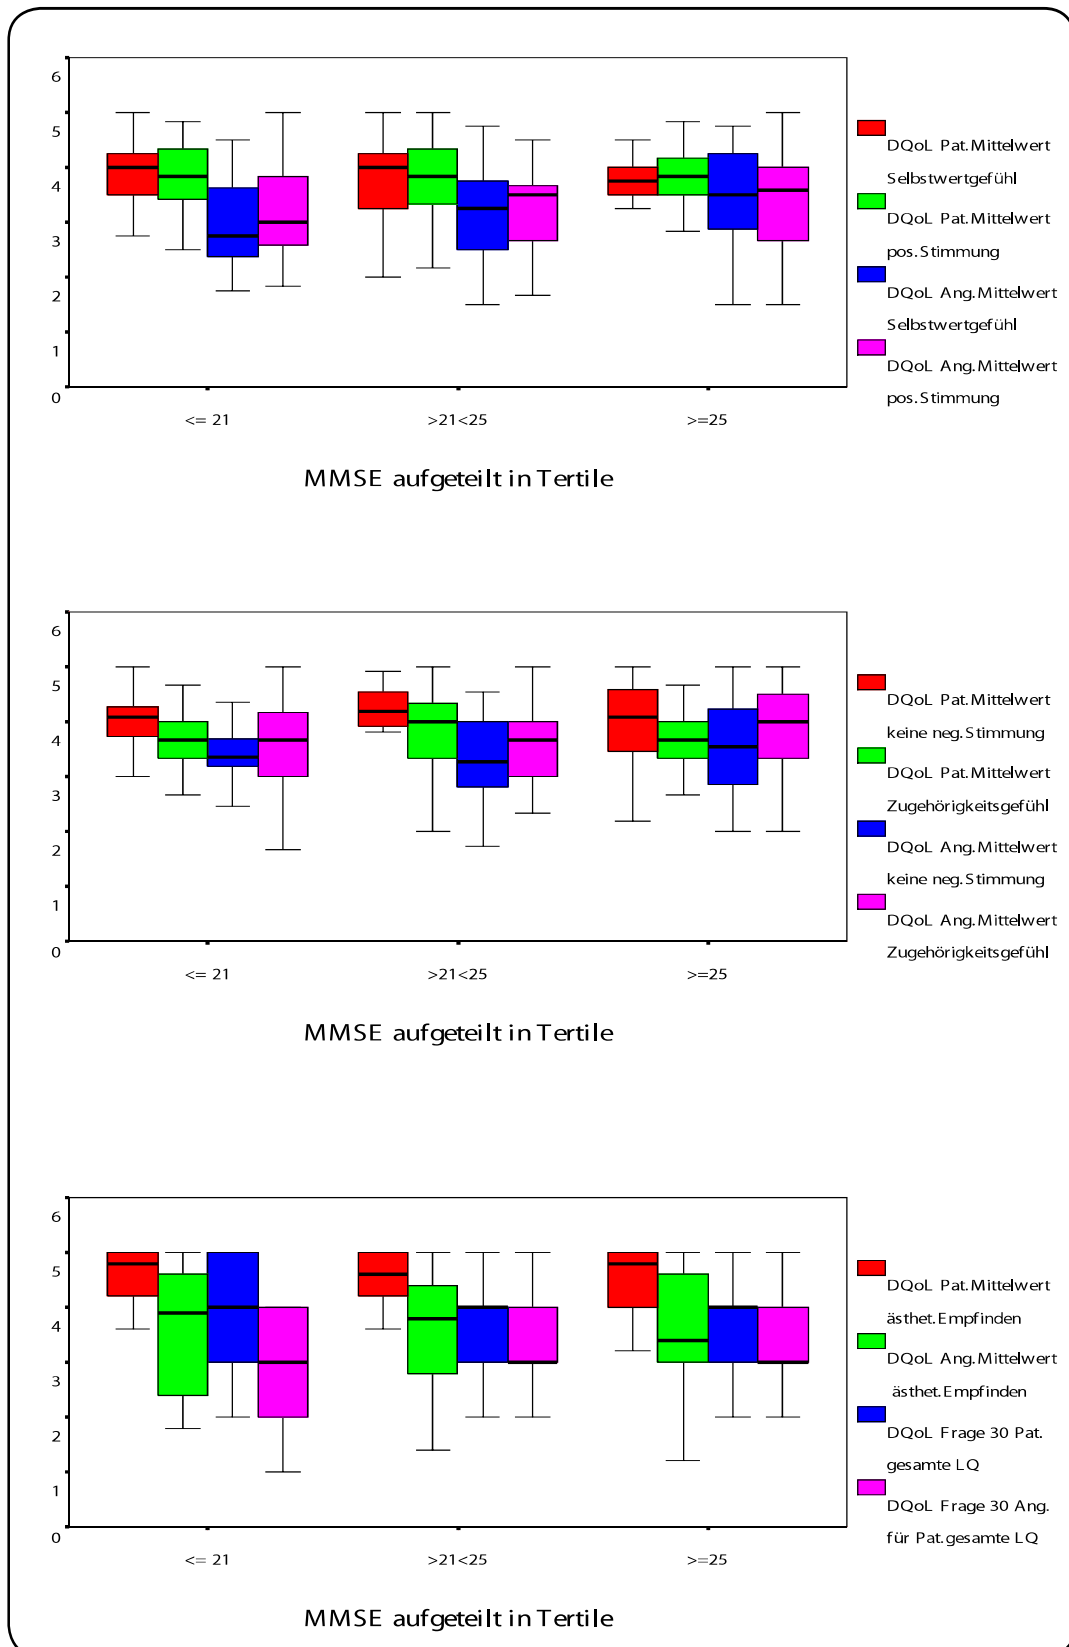 6
5
4
3
2
1
0
<= 21
>21<25
>=25
MMSE aufgeteilt in Tertile
DQoL Pat.Mittelwert
Selbstwertgefühl
DQoL Pat.Mittelwert
pos.Stimmung
DQoL Ang.Mittelwert
Selbstwertgefühl
DQoL Ang.Mittelwert
pos.Stimmung
6
5
4
3
2
1
0
<= 21
>21<25
>=25
MMSE aufgeteilt in Tertile
DQoL Pat.Mittelwert
keine neg.Stimmung
DQoL Pat.Mittelwert
Zugehörigkeitsgefühl
DQoL Ang.Mittelwert
keine neg.Stimmung
DQoL Ang.Mittelwert
Zugehörigkeitsgefühl
6
5
4
3
2
1
0
<= 21
>21<25
>=25
MMSE aufgeteilt in Tertile
DQoL Pat.Mittelwert
ästhet.Empfinden
DQoL Ang.Mittelwert
ästhet.Empfinden
DQoL Frage 30 Pat.
gesamte LQ
DQoL Frage 30 Ang.
für Pat.gesamte LQ